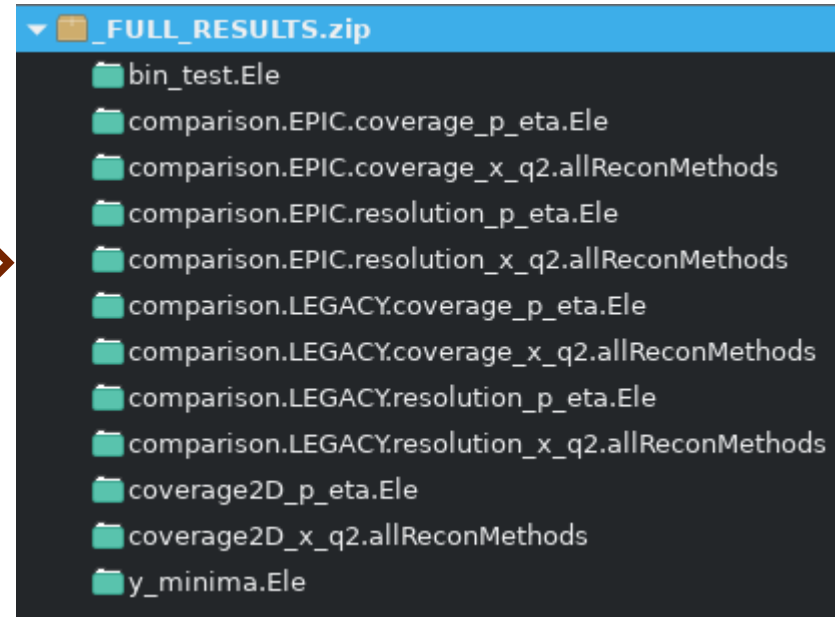 _FULL_RESULTS.zip
bin_test.Ele
comparison.EPIC.coverage_p_eta.Ele
comparison.EPIC.coverage_x_q2.allReconMethods
comparison.EPIC.resolution_p_eta.Ele
comparison.EPIC.resolution_x_q2.allReconMethods
comparison.LEGACY.coverage_p_eta.Ele
comparison.LEGACY.coverage_x_q2.allReconMethods
comparison.LEGACY.resolution_p_eta.Ele
comparison.LEGACY.resolution_x_q2.allReconMethods
coverage2D_p_eta.Ele
coverage2D_x_q2.allReconMethods
y_minima.Ele